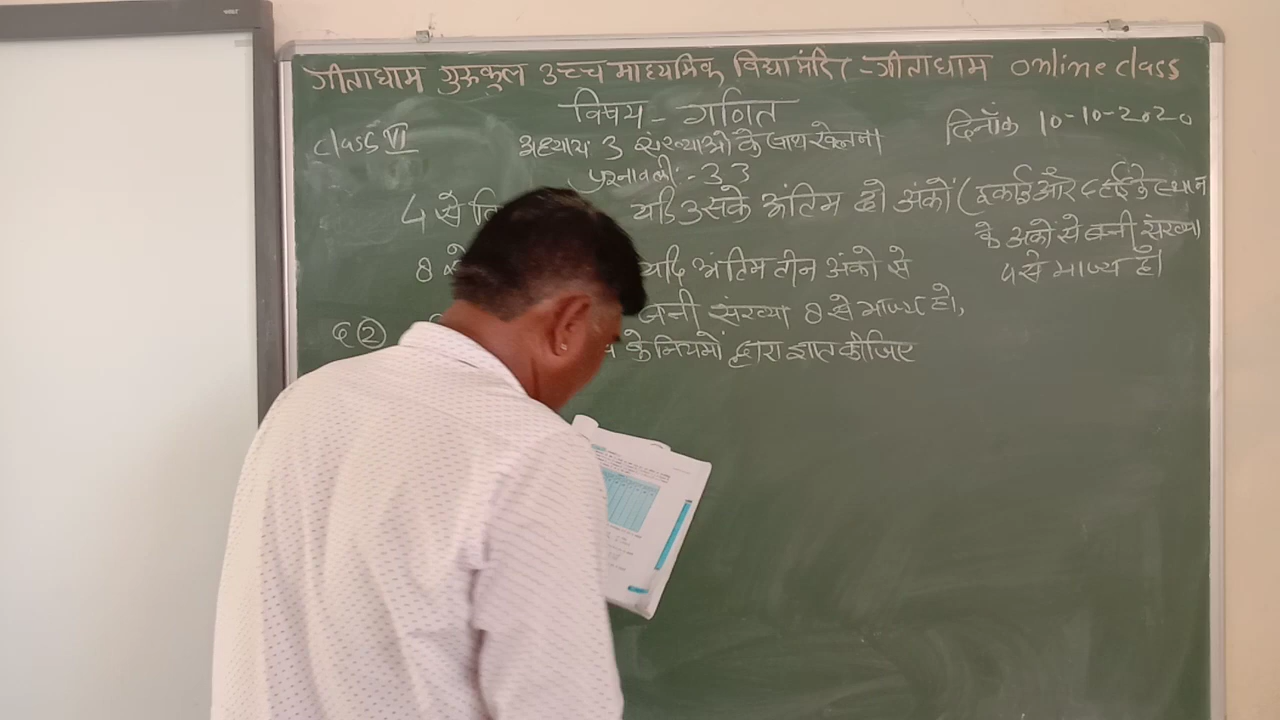 गीताधाम गुरुकुल उच्च माध्यमिक विद्या मंदिर - गीताधाम online class
विषय - गणित
दिनाँक 10-10-2020
class VI
अध्याय 3 संख्याओं के साथ खेलना
प्रश्नावली :- 3.3
4 से यदि उसके अंतिम दो अंकों (इकाई और दहाई के स्थान
के अंकों से बनी संख्या
4 से भाज्य हो
8 से यदि अंतिम तीन अंकों से
बनी संख्या 8 से भाज्य हो,
② के नियमों द्वारा ज्ञात कीजिए